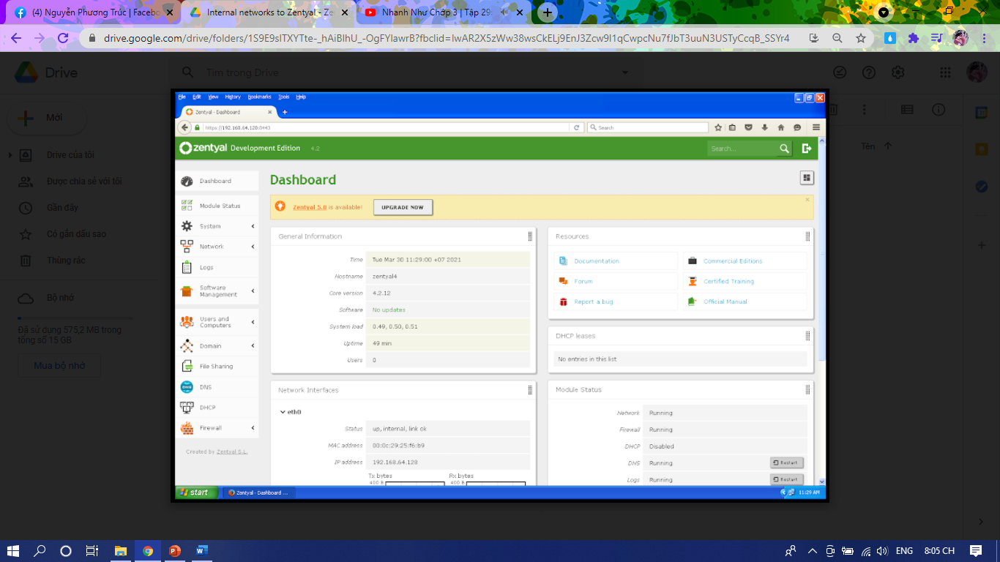 (4) Nguyễn Phương Trúc | Facebo
Internal networks to Zentyal - Ze
Nhanh Như Chớp 3 | Tập 29
drive.google.com/drive/folders/1S9E9sITXYTte-_hAiBIhU_-OgFYIawrB?fbclid=IwAR2X5zWw38wsCkELj9EnJ3Zcw9I1qCwpcNu7fJbT3uuN3USTyCcqB_SSYr4
Drive
Tìm trong Drive
Mới
Drive của tôi
Được chia sẻ với tôi
Gần đây
Có gắn dấu sao
Thùng rác
Bộ nhớ
Đã sử dụng 575,2 MB trong
tổng số 15 GB
Mua bộ nhớ
Tên
File Edit View History Bookmarks Tools Help
Zentyal - Dashboard
https://192.168.64.128:8443
Search
zentyal Development Edition 4.2
Search...
Dashboard
Module Status
System
Network
Logs
Software
Management
Users and
Computers
Domain
File Sharing
DNS
DHCP
Firewall
Created by Zentyal S.L.
Dashboard
Zentyal 5.0 is available! UPGRADE NOW
General Information
Time Tue Mar 30 11:29:00 +07 2021
Hostname zentyal4
Core version 4.2.12
Software No updates
System load 0.49, 0.50, 0.51
Uptime 49 min
Users 0
Network Interfaces
eth0
Status up, internal, link ok
MAC address 00:0c:29:25:f6:b9
IP address 192.168.64.128
Tx bytes Rx bytes
400 B 400 B
Resources
Documentation Commercial Editions
Forum Certified Training
Report a bug Official Manual
DHCP leases
No entries in this list
Module Status
Network Running
Firewall Running
DHCP Disabled
DNS Running Restart
Logs Running Restart
start Zentyal - Dashboard ... 11:29 AM
ENG 8:05 CH